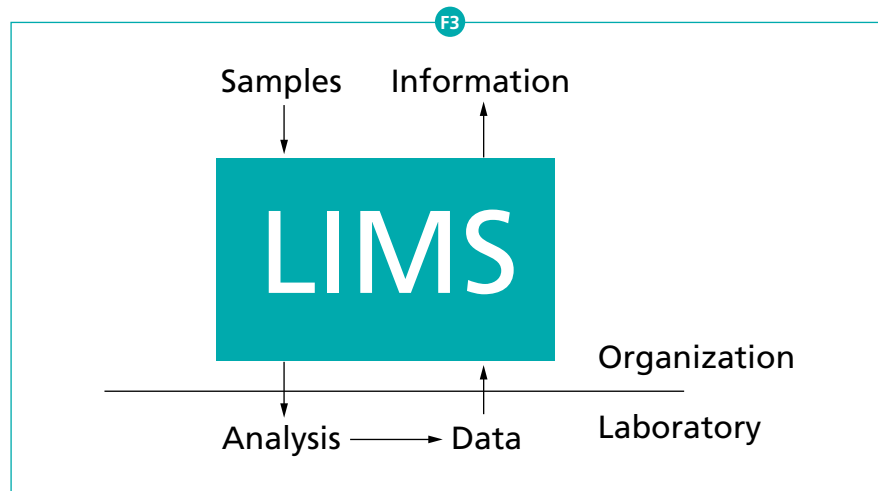 F3
Samples Information
LIMS
Organization
Analysis Data Laboratory